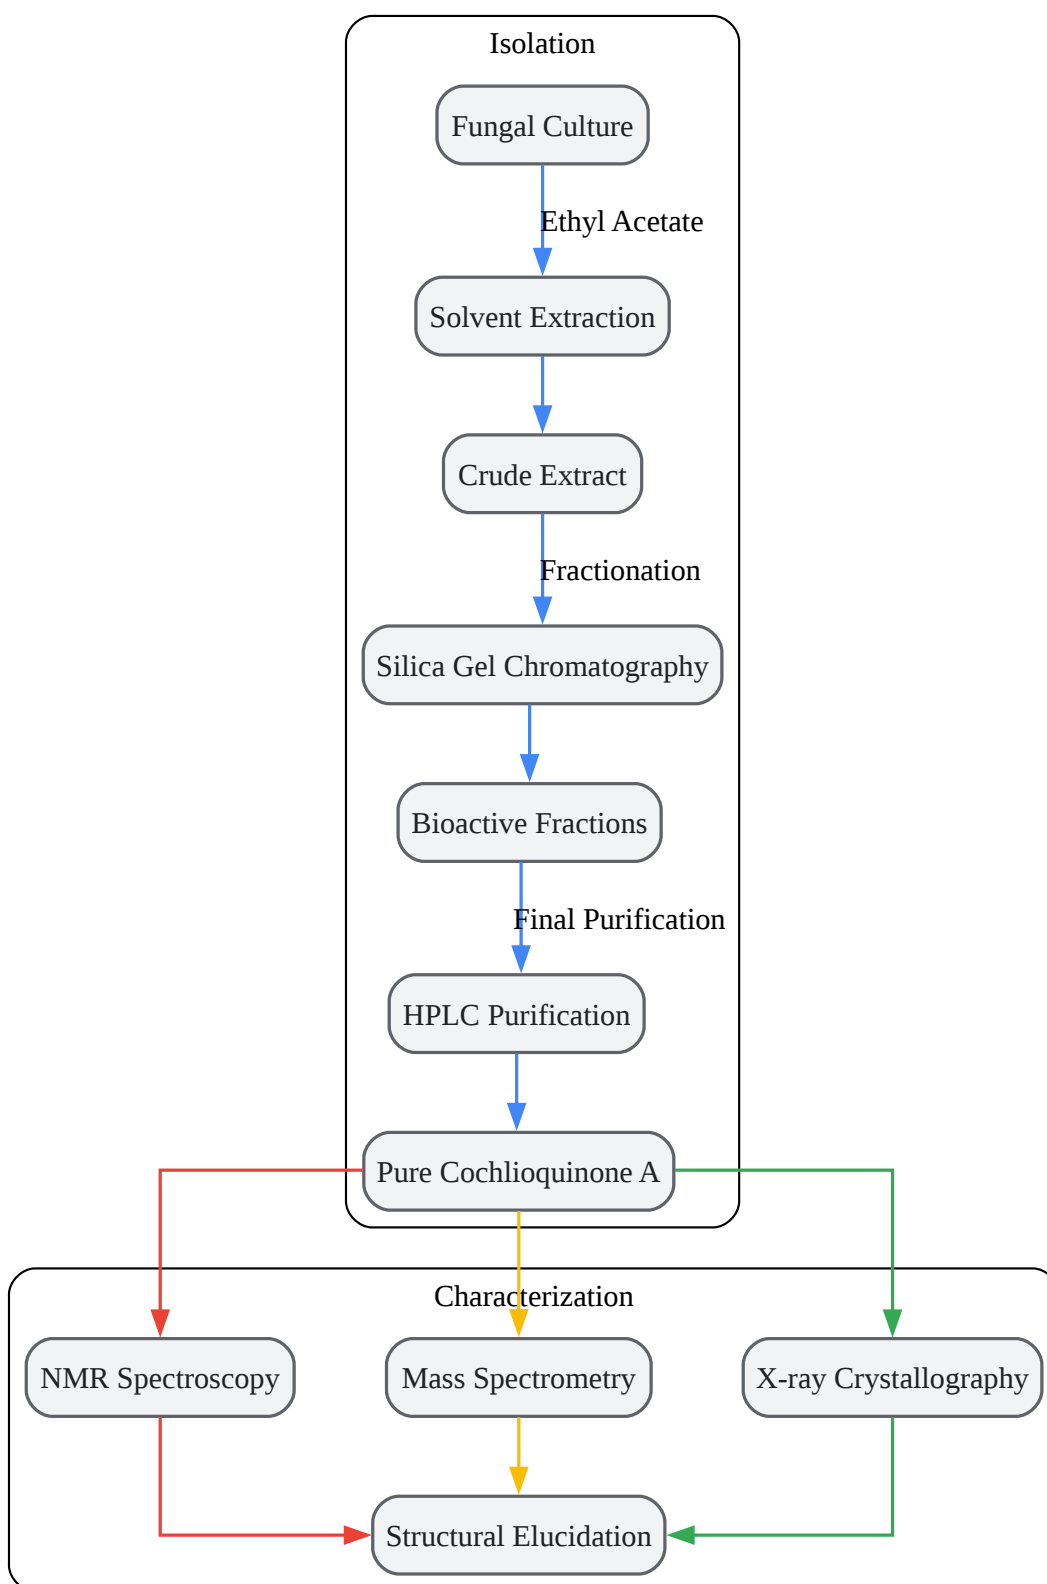 Isolation
Fungal Culture
Ethyl Acetate
Solvent Extraction
Crude Extract
Fractionation
Silica Gel Chromatography
Bioactive Fractions
Final Purification
HPLC Purification
Pure Cochlioquinone A
Characterization
NMR Spectroscopy
Mass Spectrometry
X-ray Crystallography
Structural Elucidation